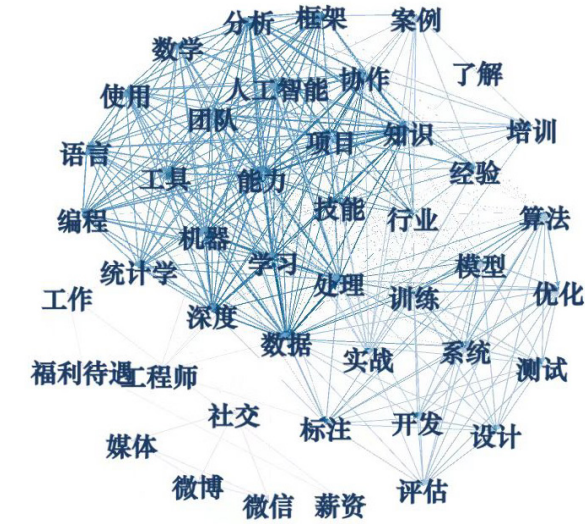 分析
框架
案例
数学
人工智能
协作
了解
使用
团队
项目
知识
培训
语言
工具
能力
经验
编程
技能
行业
算法
机器
统计学
学习
处理
模型
工作
训练
优化
深度
数据
实战
系统
测试
福利待遇
工程师
社交
标注
开发
设计
媒体
微博
微信
薪资
评估